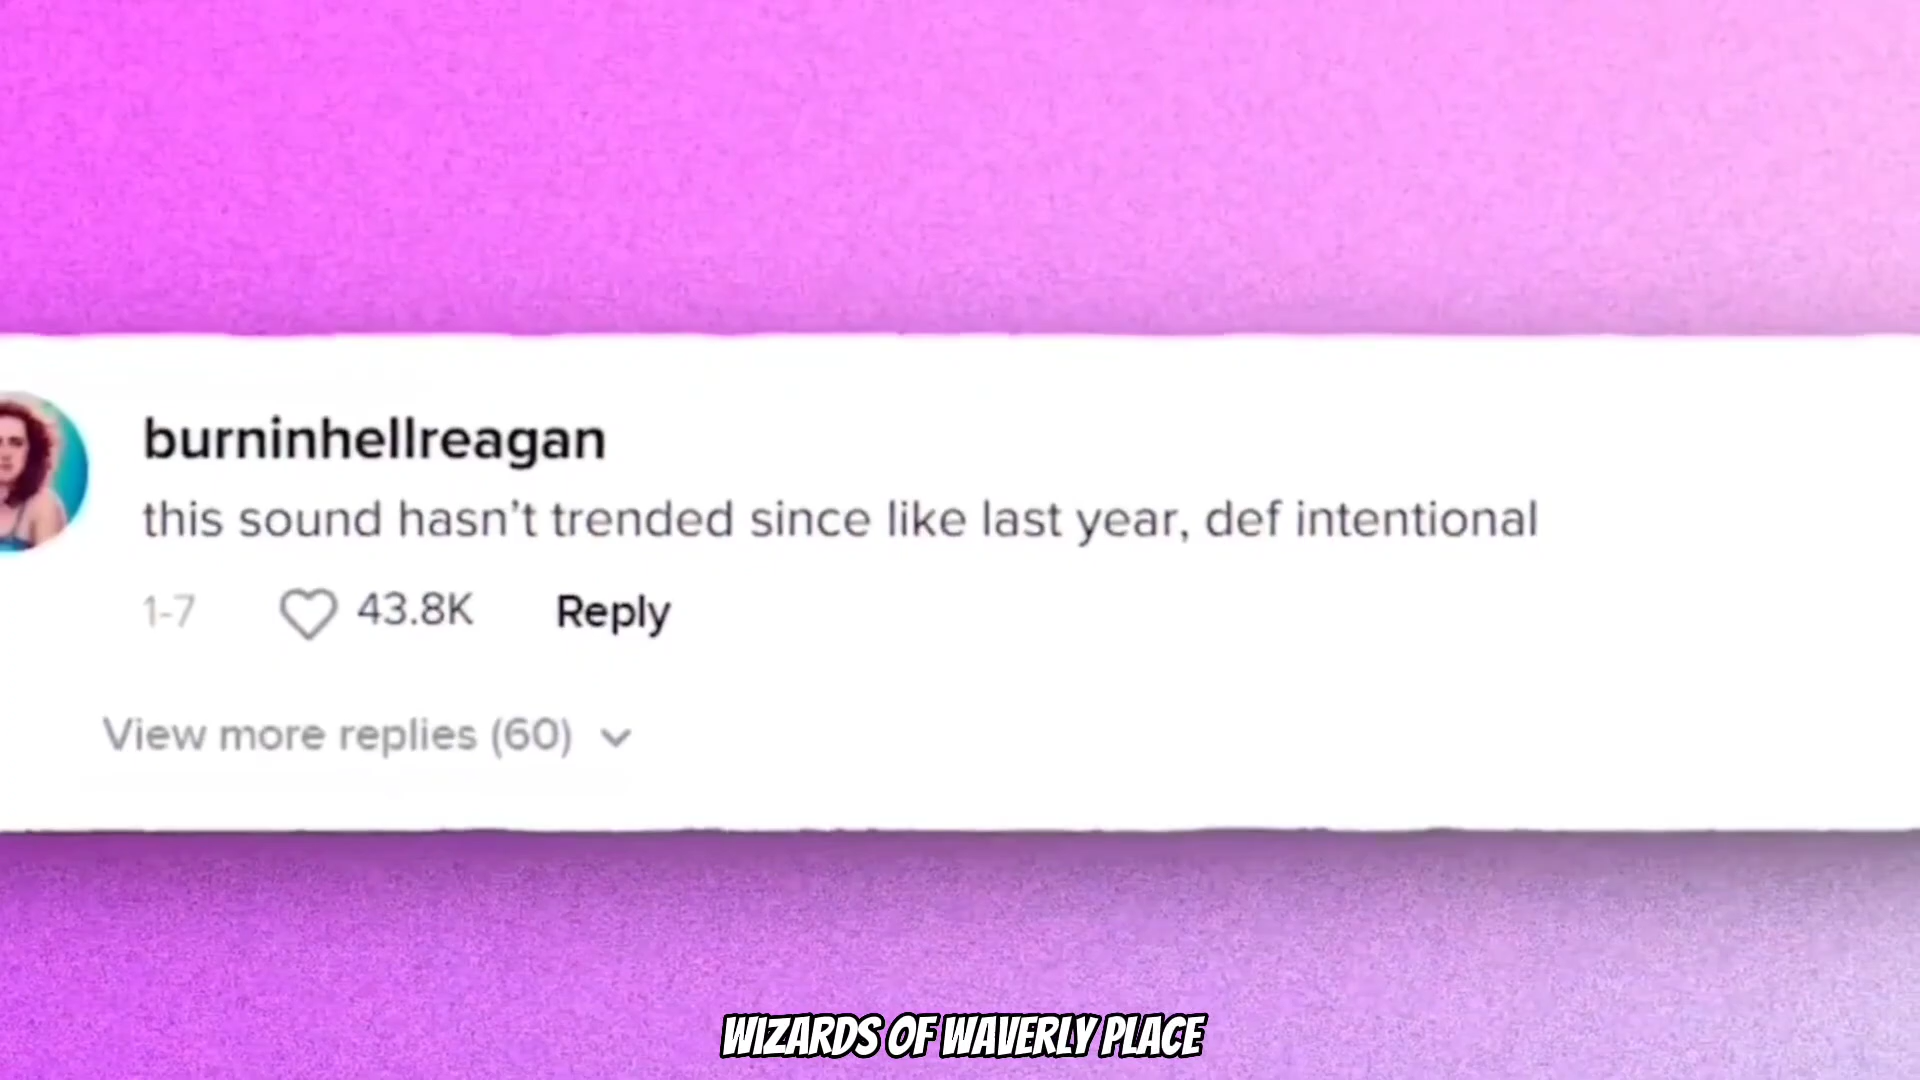 burninhellreagan
this sound hasn't trended since like last year, def intentional
1-7 43.8K Reply
View more replies (60)
WIZARDS OF WAVERLY PLACE